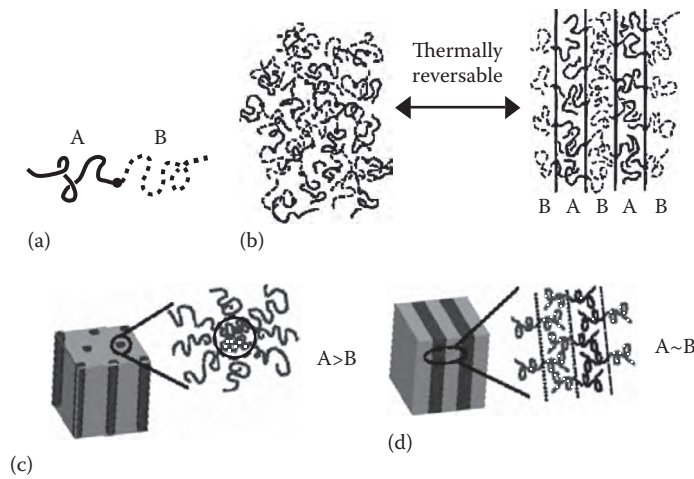 A B
(a)
Thermally
reversable
B A B A B
(b)
A>B
(c)
A~B
(d)